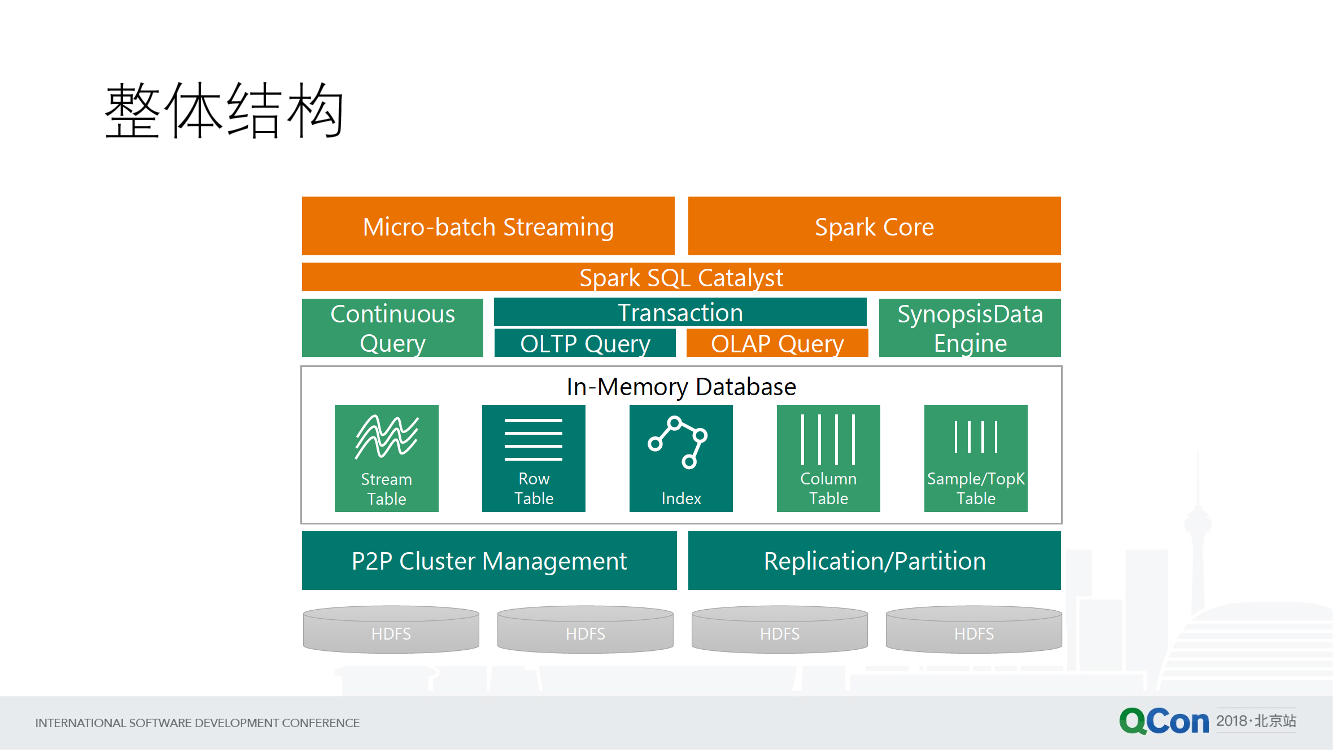 整体结构
Micro-batch Streaming
Spark Core
Spark SQL Catalyst
Continuous
Query
Transaction
OLTP Query
OLAP Query
SynopsisData
Engine
In-Memory Database
Stream
Table
Row
Table
Index
Column
Table
Sample/TopK
Table
P2P Cluster Management
Replication/Partition
HDFS
HDFS
HDFS
HDFS
INTERNATIONAL SOFTWARE DEVELOPMENT CONFERENCE
QCon 2018·北京站